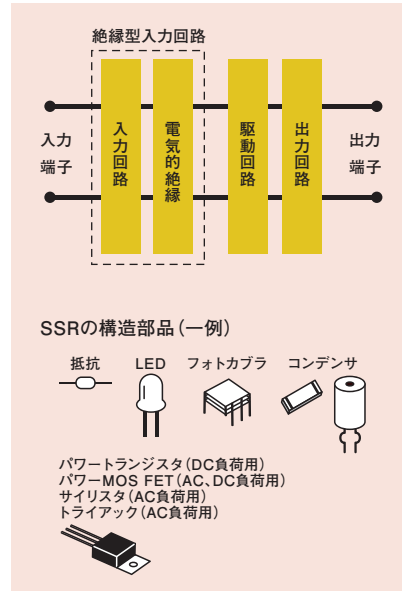 絶縁型入力回路
入力
端子
入力回路
電気的絶縁
駆動回路
出力回路
出力
端子
SSRの構造部品(一例)
抵抗 LED フォトカプラ コンデンサ
パワートランジスタ(DC負荷用)
パワーMOS FET(AC、DC負荷用)
サイリスタ(AC負荷用)
トライアック(AC負荷用)